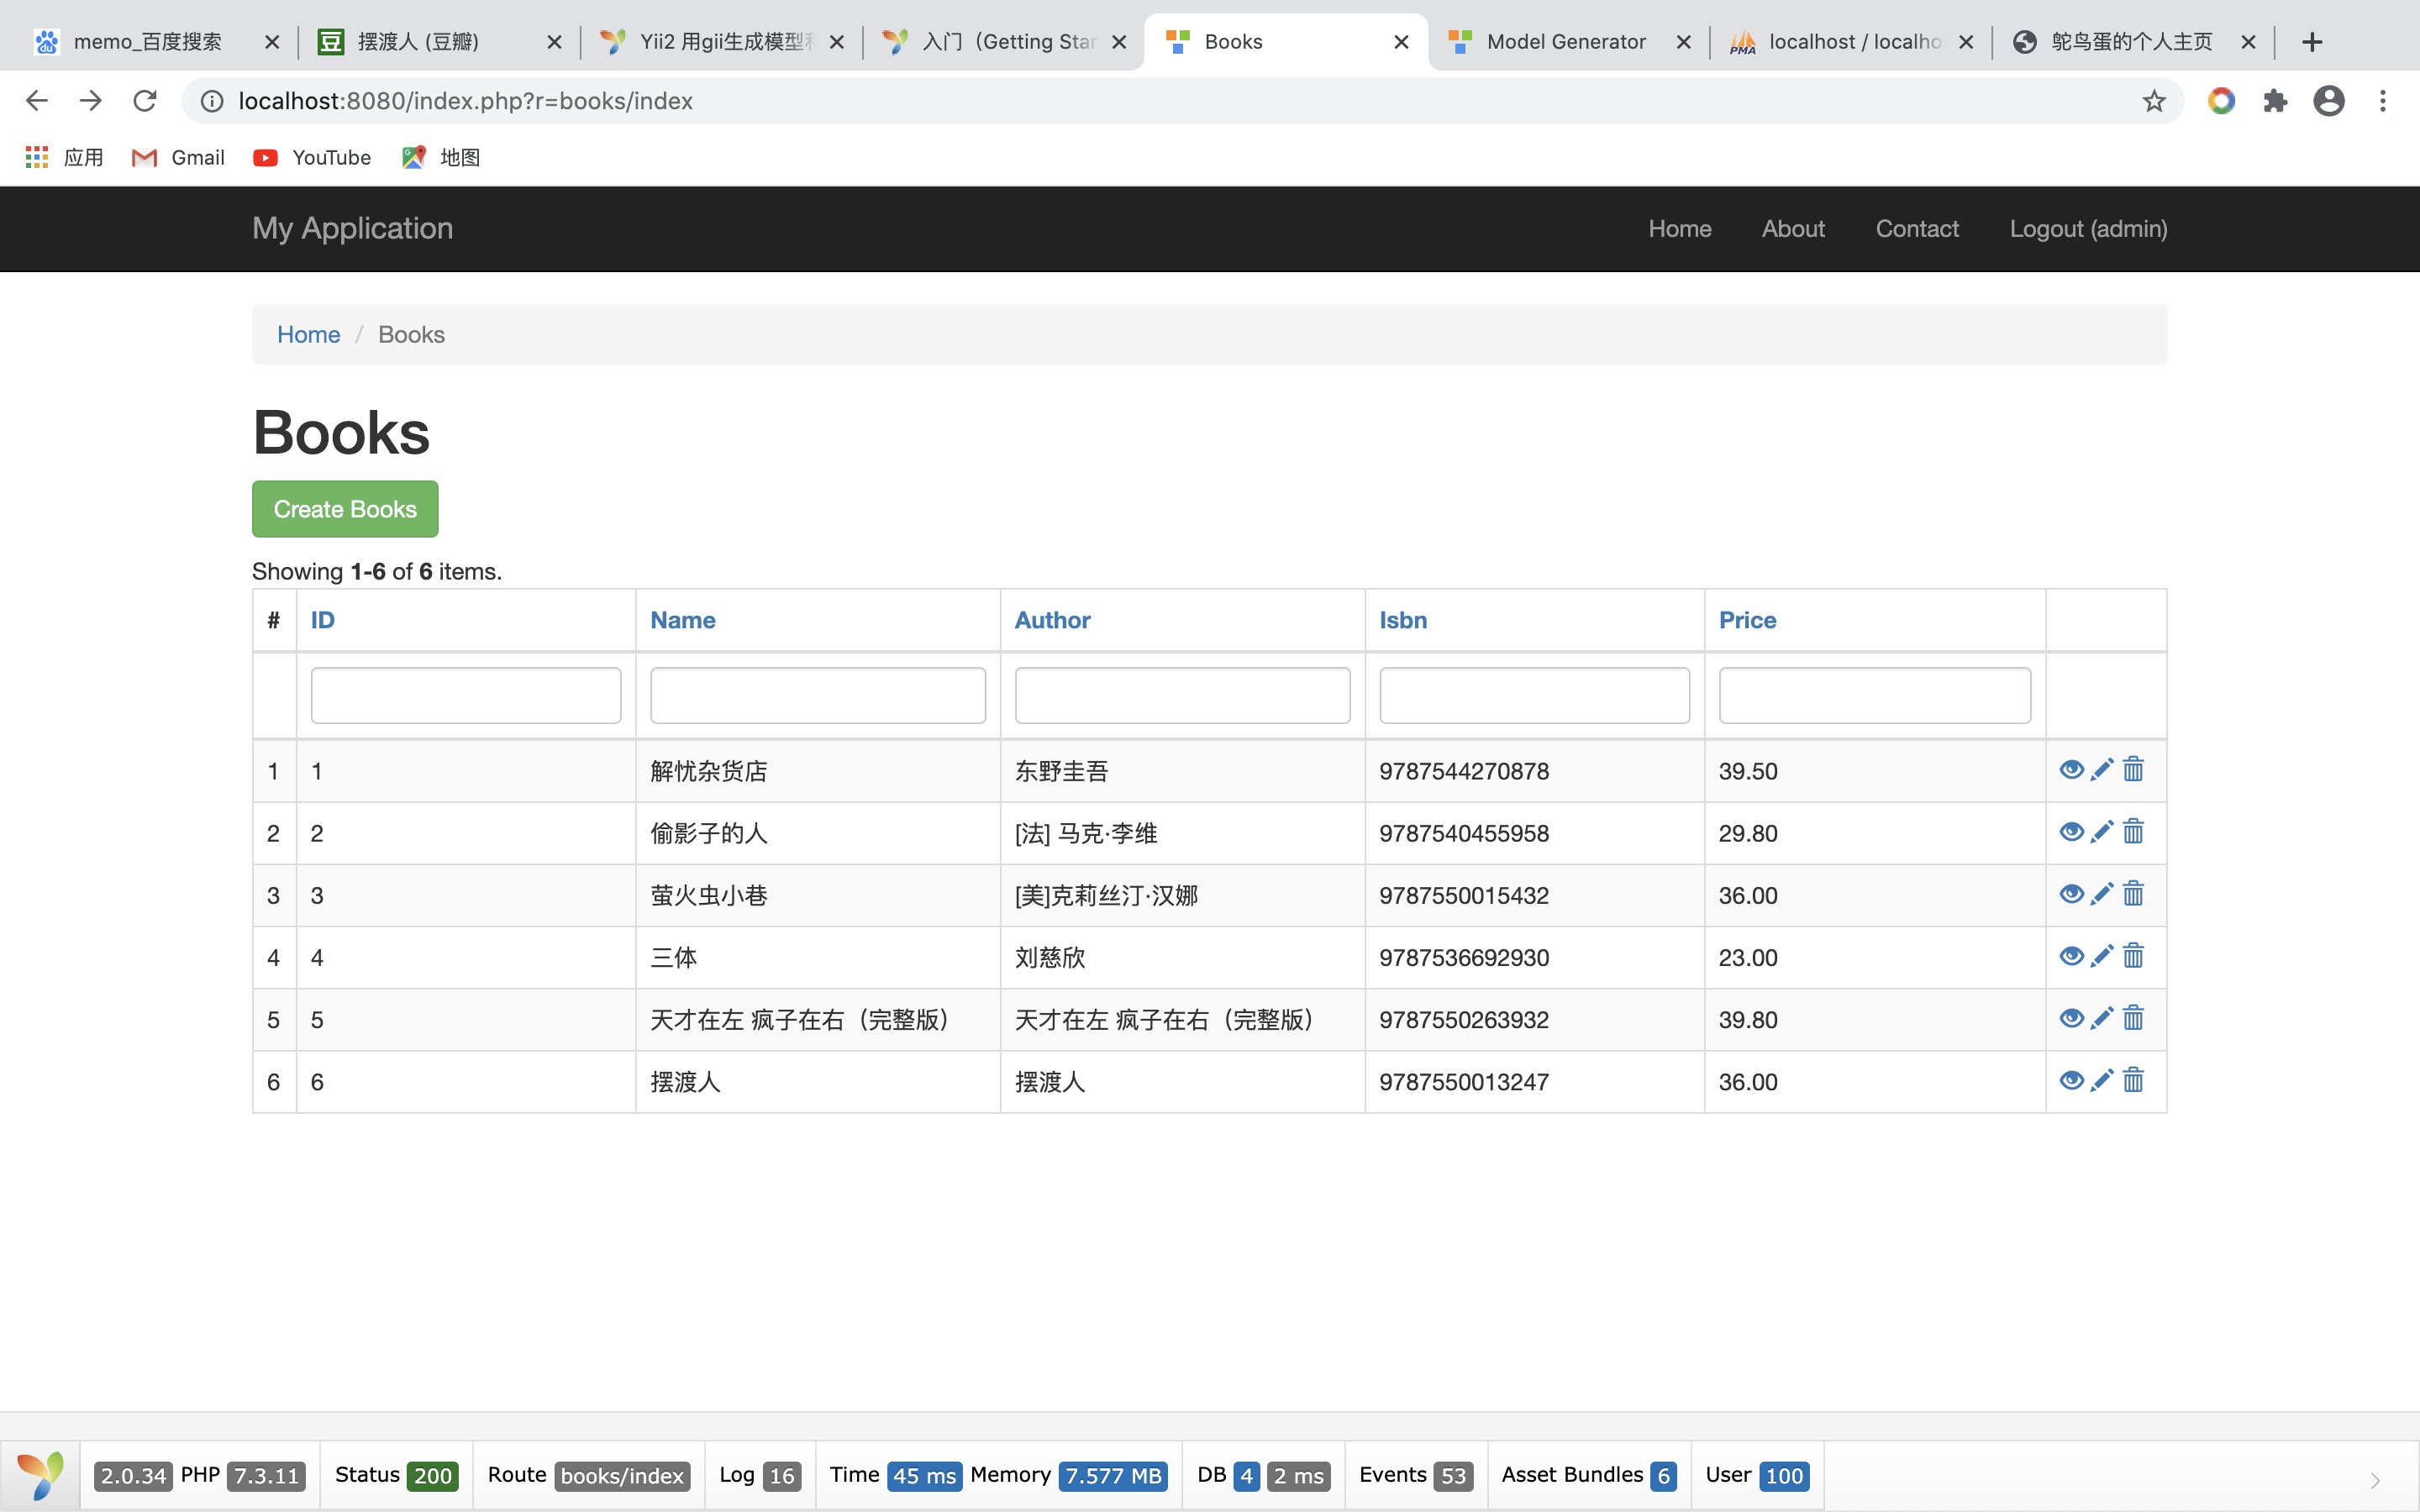 memo_百度搜索 摆渡人 (豆瓣) Yii2 用gii生成模型 入门（Getting Star Books Model Generator localhost / localho 鸵鸟蛋的个人主页
localhost:8080/index.php?r=books/index
应用 Gmail YouTube 地图
My Application Home About Contact Logout (admin)
Home / Books
Books
Create Books
Showing 1-6 of 6 items.
# ID Name Author Isbn Price
1 1 解忧杂货店 东野圭吾 9787544270878 39.50
2 2 偷影子的人 [法] 马克·李维 9787540455958 29.80
3 3 萤火虫小巷 [美]克莉丝汀·汉娜 9787550015432 36.00
4 4 三体 刘慈欣 9787536692930 23.00
5 5 天才在左 疯子在右（完整版） 天才在左 疯子在右（完整版） 9787550263932 39.80
6 6 摆渡人 摆渡人 9787550013247 36.00
2.0.34 PHP 7.3.11 Status 200 Route books/index Log 16 Time 45 ms Memory 7.577 MB DB 4 2 ms Events 53 Asset Bundles 6 User 100